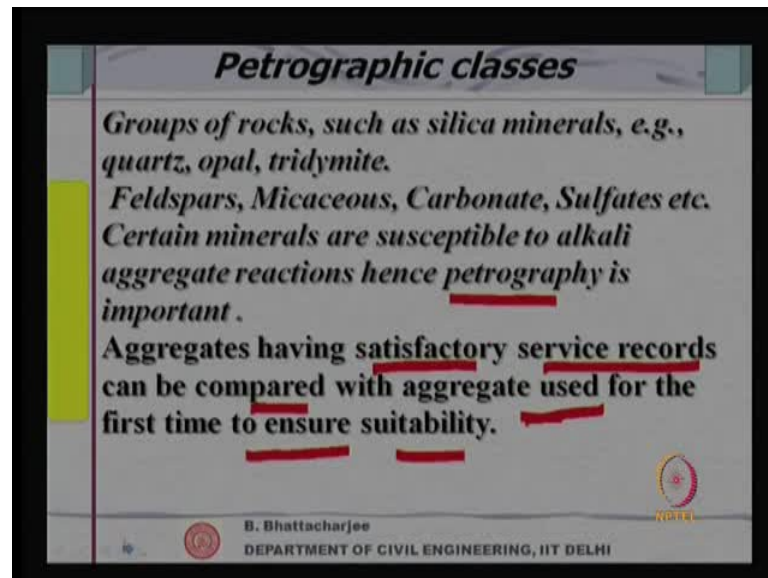 Petrographic classes
Groups of rocks, such as silica minerals, e.g.,
quartz, opal, tridymite.
Feldspars, Micaceous, Carbonate, Sulfates etc.
Certain minerals are susceptible to alkali
aggregate reactions hence petrography is
important .
Aggregates having satisfactory service records
can be compared with aggregate used for the
first time to ensure suitability.
NPTEL
B. Bhattacharjee
DEPARTMENT OF CIVIL ENGINEERING, IIT DELHI